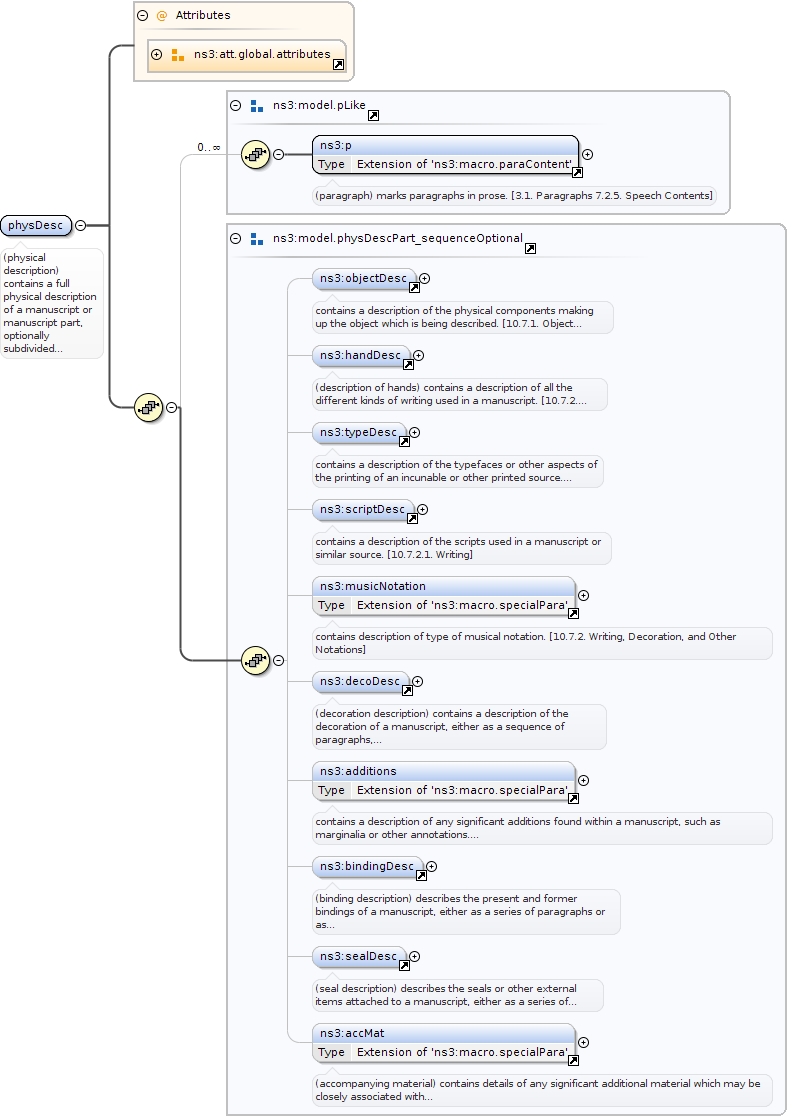 Attributes
ns3:att.global.attributes
ns3:model.pLike
0..∞
ns3:p
Type Extension of 'ns3:macro.paraContent'
(paragraph) marks paragraphs in prose. [3.1. Paragraphs 7.2.5. Speech Contents]
physDesc
(physical
description)
contains a full
physical description
of a manuscript or
manuscript part,
optionally
subdivided...
ns3:model.physDescPart_sequenceOptional
ns3:objectDesc
contains a description of the physical components making
up the object which is being described. [10.7.1. Object...
ns3:handDesc
(description of hands) contains a description of all the
different kinds of writing used in a manuscript. [10.7.2....
ns3:typeDesc
contains a description of the typefaces or other aspects of
the printing of an incunable or other printed source....
ns3:scriptDesc
contains a description of the scripts used in a manuscript or
similar source. [10.7.2.1. Writing]
ns3:musicNotation
Type Extension of 'ns3:macro.specialPara'
contains description of type of musical notation. [10.7.2. Writing, Decoration, and Other
Notations]
ns3:decoDesc
(decoration description) contains a description of the
decoration of a manuscript, either as a sequence of
paragraphs,...
ns3:additions
Type Extension of 'ns3:macro.specialPara'
contains a description of any significant additions found within a manuscript, such as
marginalia or other annotations....
ns3:bindingDesc
(binding description) describes the present and former
bindings of a manuscript, either as a series of paragraphs or
as...
ns3:sealDesc
(seal description) describes the seals or other external
items attached to a manuscript, either as a series of...
ns3:accMat
Type Extension of 'ns3:macro.specialPara'
(accompanying material) contains details of any significant additional material which may be
closely associated with...